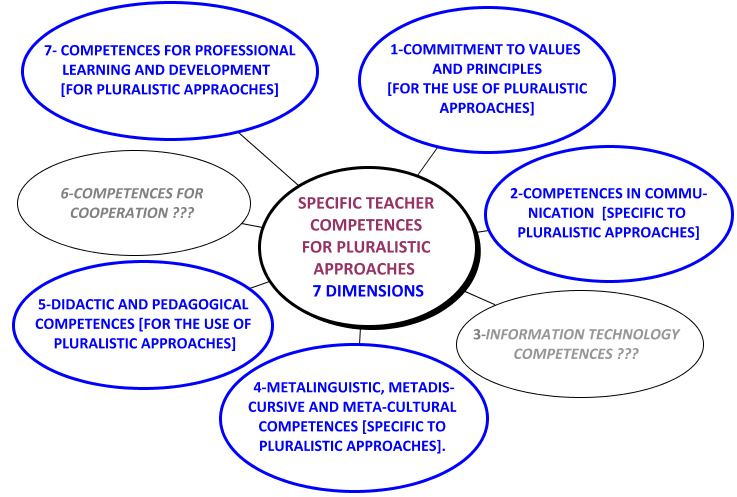 7- COMPETENCES FOR PROFESSIONAL
LEARNING AND DEVELOPMENT
[FOR PLURALISTIC APPRAOCHES]
1-COMMITMENT TO VALUES
AND PRINCIPLES
[FOR THE USE OF PLURALISTIC
APPROACHES]
6-COMPETENCES FOR
COOPERATION ???
SPECIFIC TEACHER
COMPETENCES
FOR PLURALISTIC
APPROACHES
7 DIMENSIONS
2-COMPETENCES IN COMMU-
NICATION [SPECIFIC TO
PLURALISTIC APPROACHES]
5-DIDACTIC AND PEDAGOGICAL
COMPETENCES [FOR THE USE OF
PLURALISTIC APPROACHES]
3-INFORMATION TECHNOLOGY
COMPETENCES ???
4-METALINGUISTIC, METADIS-
CURSIVE AND META-CULTURAL
COMPETENCES [SPECIFIC TO
PLURALISTIC APPROACHES].